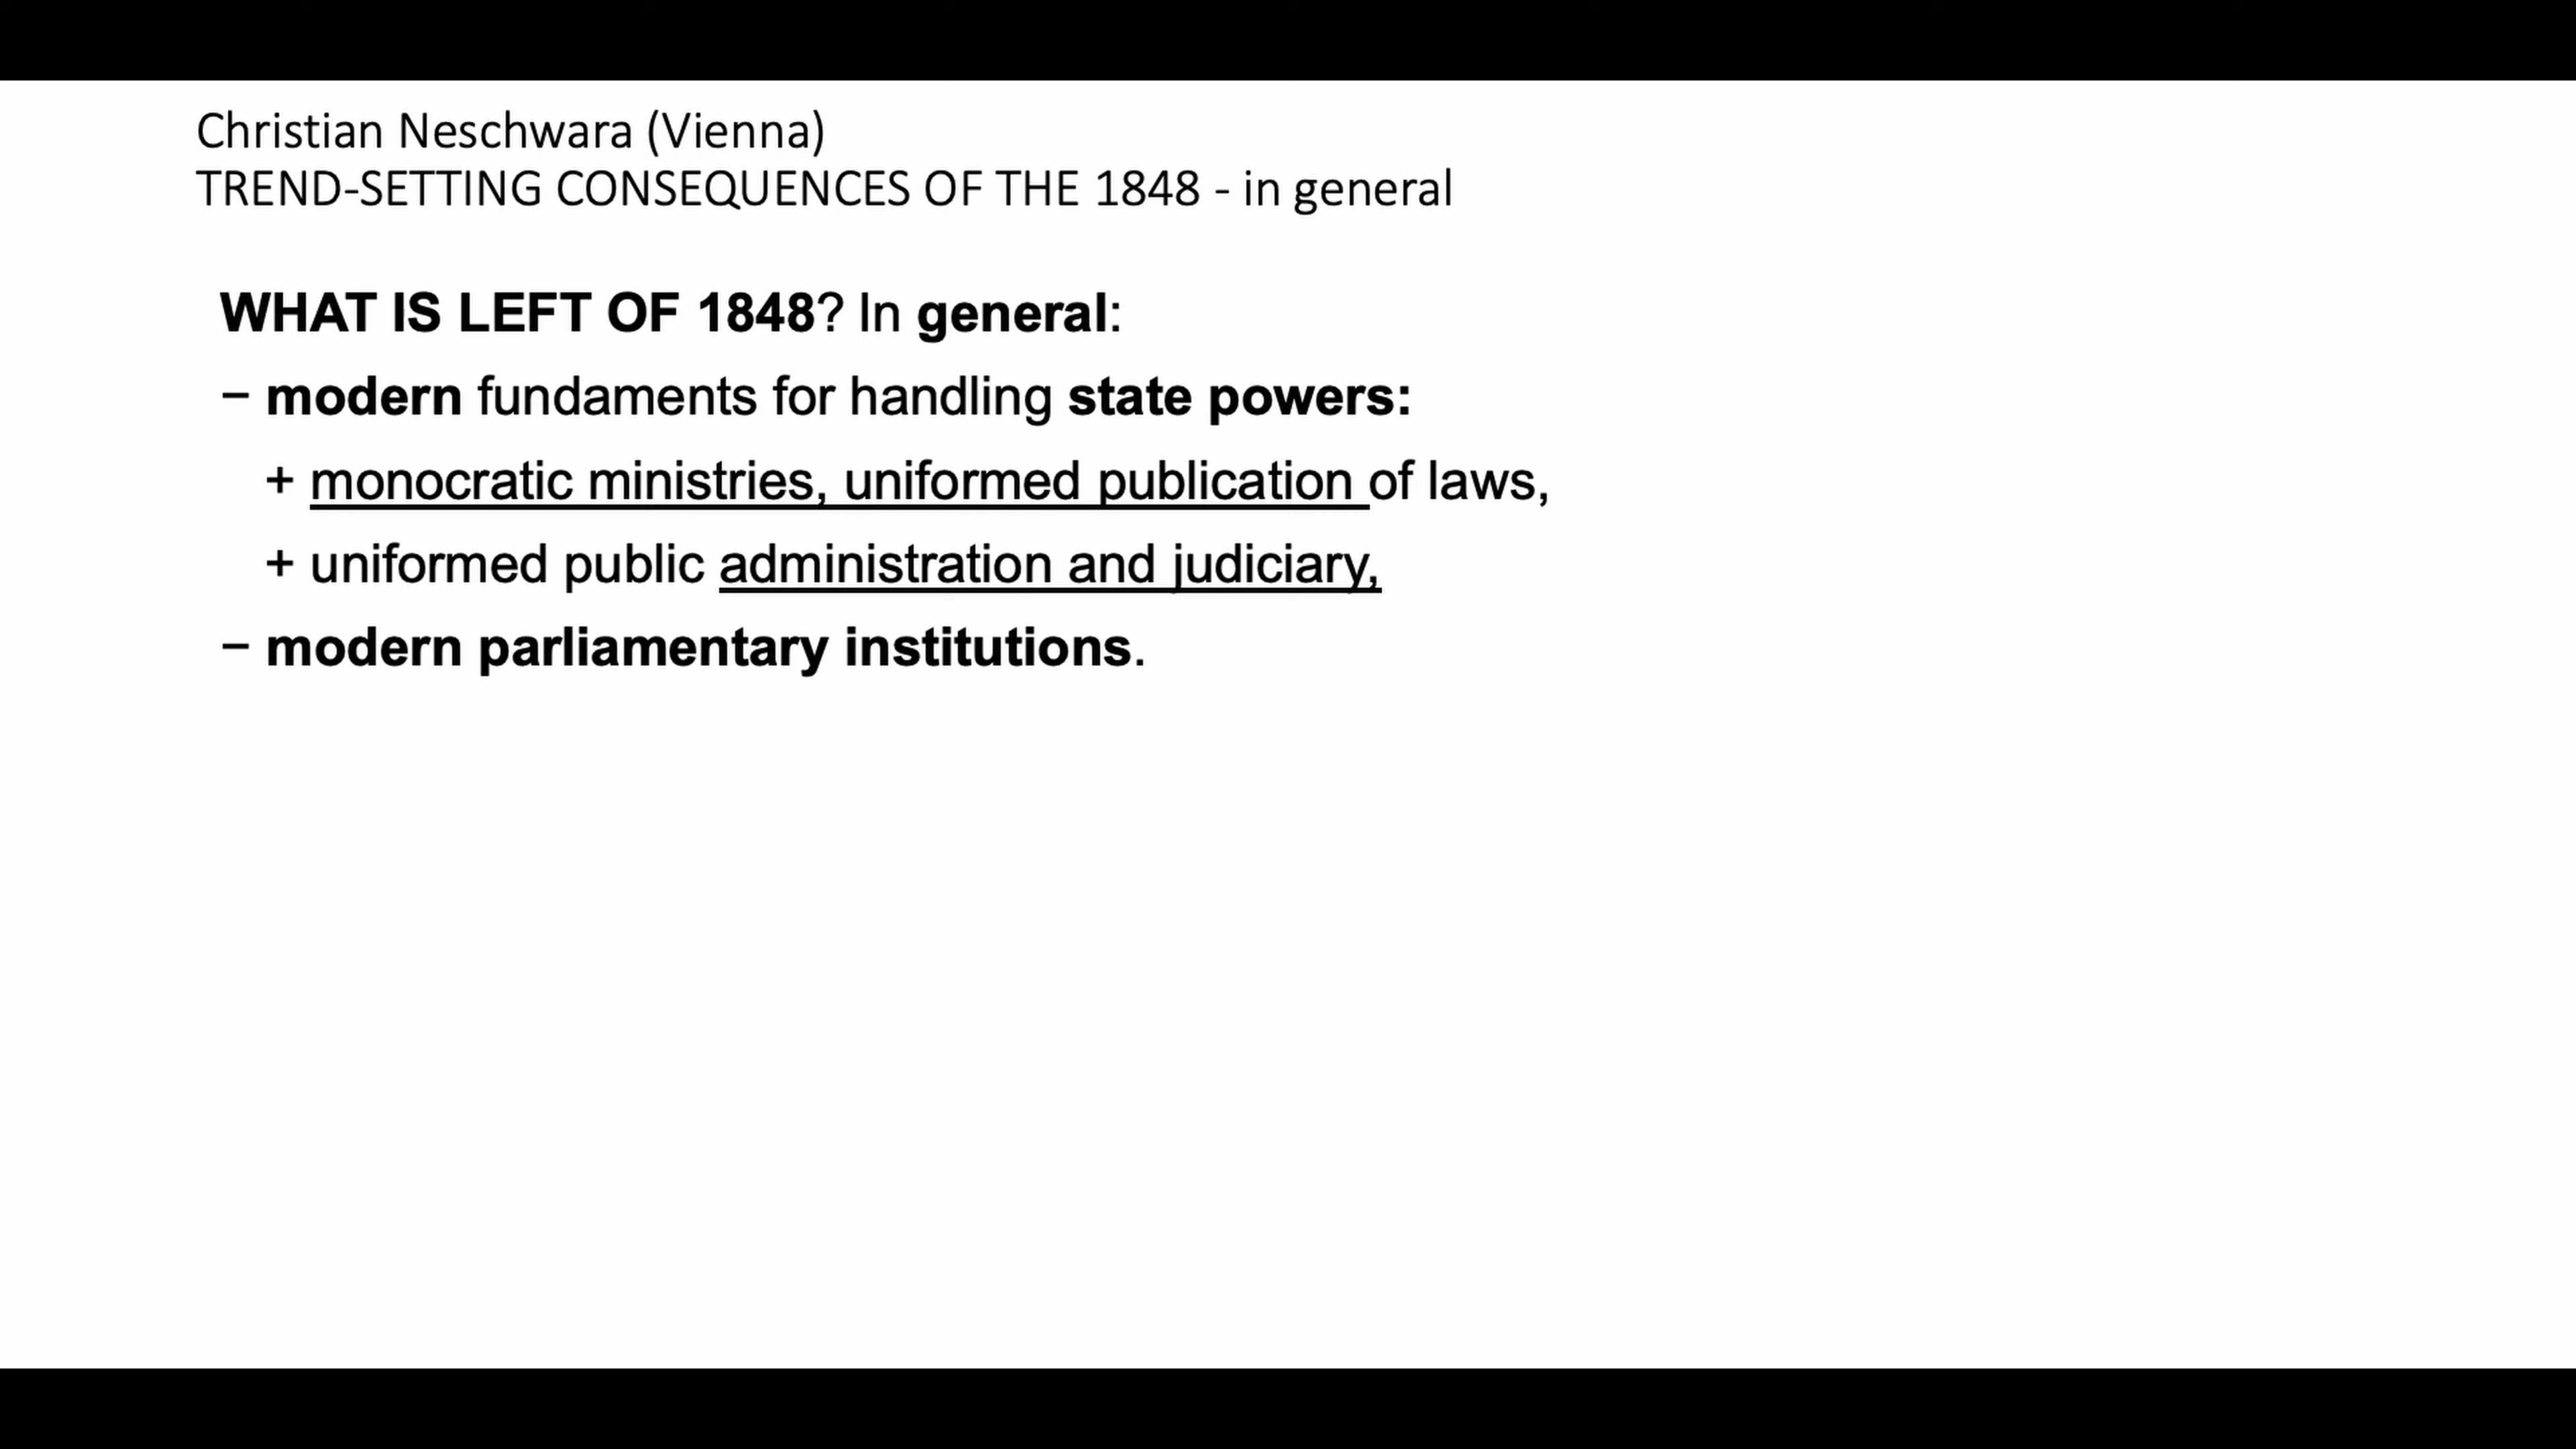 Christian Neschwara (Vienna)
TREND-SETTING CONSEQUENCES OF THE 1848 - in general
WHAT IS LEFT OF 1848? In general:
− modern fundaments for handling state powers:
+ monocratic ministries, uniformed publication of laws,
+ uniformed public administration and judiciary,
− modern parliamentary institutions.